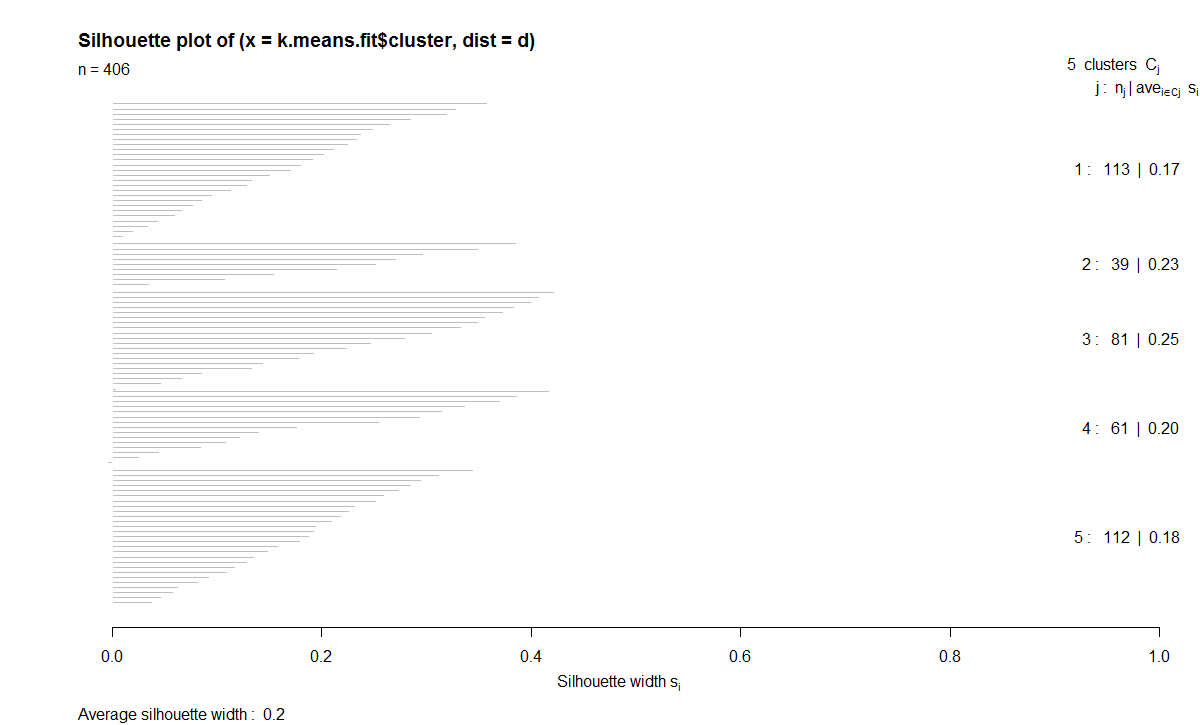 Silhouette plot of (x = k.means.fit$cluster, dist = d)
n = 406
5 clusters Cj
j : nj | avei∈Cj si
1 : 113 | 0.17
2 : 39 | 0.23
3 : 81 | 0.25
4 : 61 | 0.20
5 : 112 | 0.18
0.0 0.2 0.4 0.6 0.8 1.0
Silhouette width si
Average silhouette width : 0.2